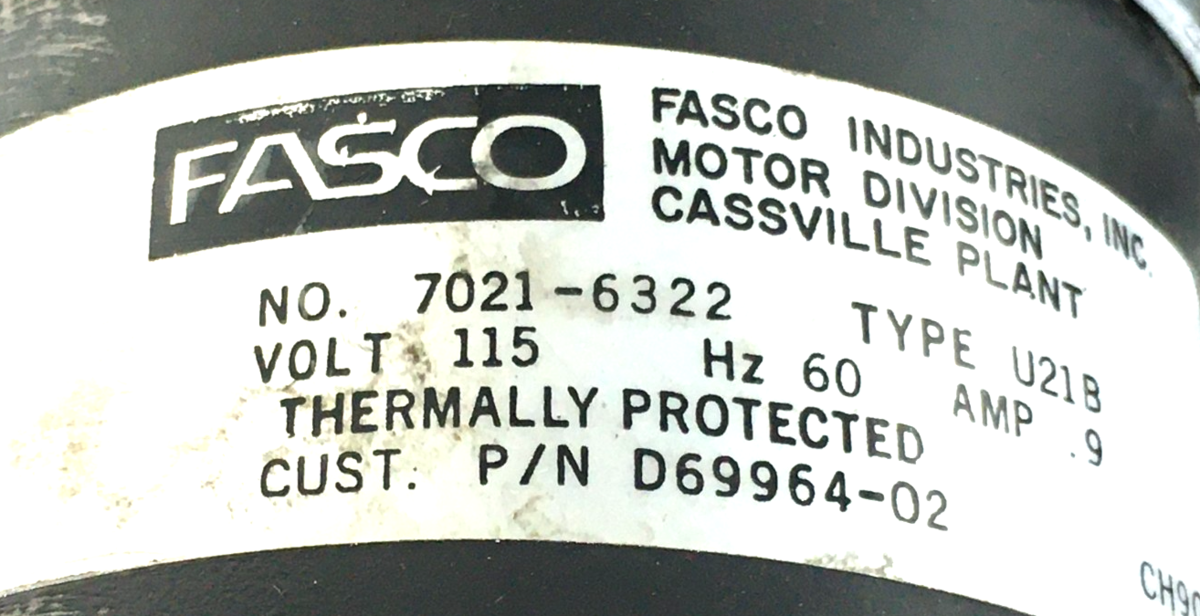 FASCO
FASCO INDUSTRIES, INC.
MOTOR DIVISION
CASSVILLE PLANT
NO. 7021-6322 TYPE U21B
VOLT 115 Hz 60 AMP .9
THERMALLY PROTECTED
CUST. P/N D69964-02